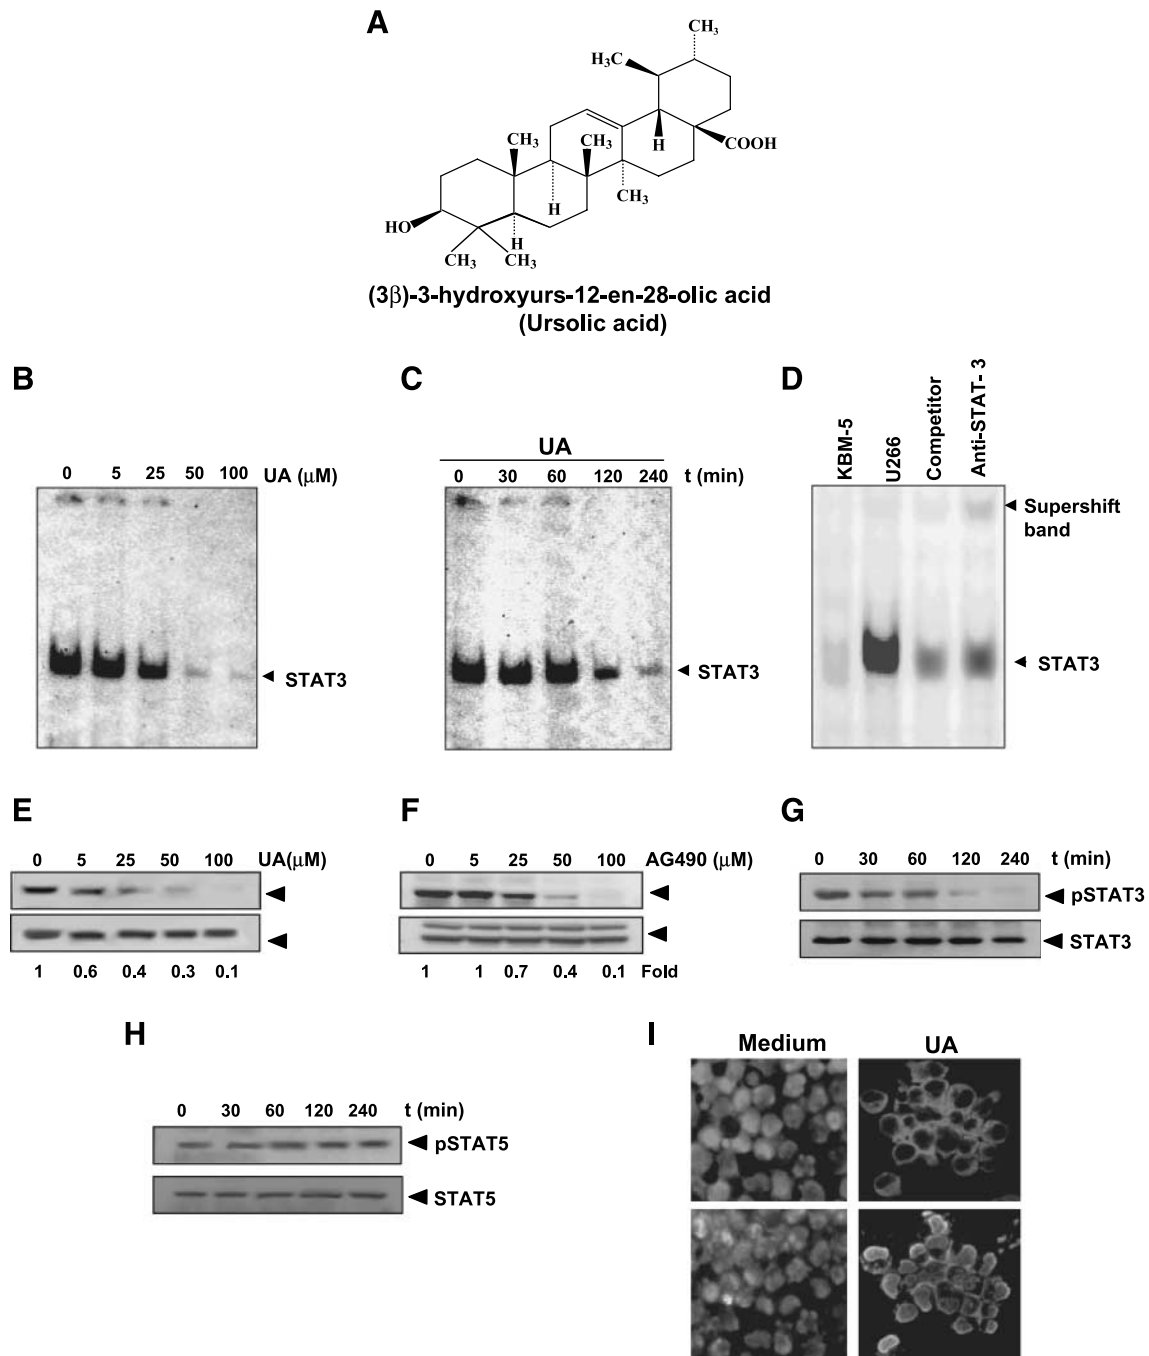 A
CH3
H3C
CH3
CH3
H
COOH
CH3
H
HO
H
CH3
CH3
(3β)-3-hydroxyurs-12-en-28-olic acid
(Ursolic acid)
B
0 5 25 50 100 UA (μM)
STAT3
C
UA
0 30 60 120 240 t (min)
STAT3
D
KBM-5
U266
Competitor
Anti-STAT- 3
Supershift
band
STAT3
E
0 5 25 50 100 UA(μM)
1 0.6 0.4 0.3 0.1
F
0 5 25 50 100 AG490 (μM)
1 1 0.7 0.4 0.1 Fold
G
0 30 60 120 240 t (min)
pSTAT3
STAT3
H
0 30 60 120 240 t (min)
pSTAT5
STAT5
I
Medium UA